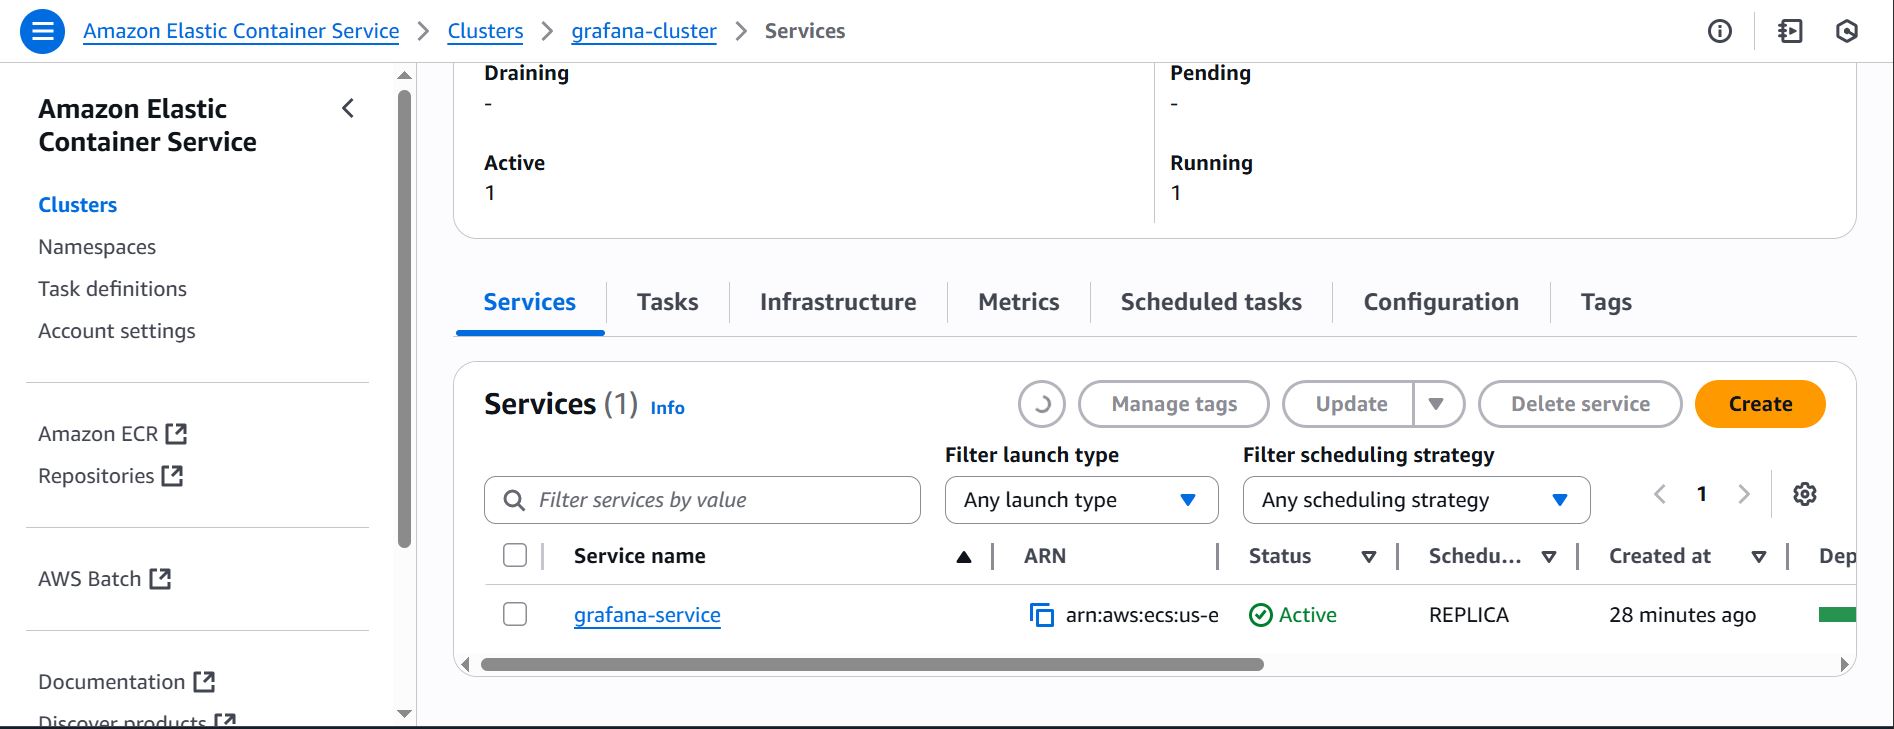 Amazon Elastic Container Service > Clusters > grafana-cluster > Services
Amazon Elastic
Container Service
Clusters
Namespaces
Task definitions
Account settings
Amazon ECR
Repositories
AWS Batch
Documentation
Discover products
Draining
-
Pending
-
Active
1
Running
1
Services Tasks Infrastructure Metrics Scheduled tasks Configuration Tags
Services (1) Info Manage tags Update Delete service Create
Filter launch type Filter scheduling strategy
Filter services by value Any launch type Any scheduling strategy 1
Service name ARN Status Schedu... Created at Dep
grafana-service arn:aws:ecs:us-e Active REPLICA 28 minutes ago